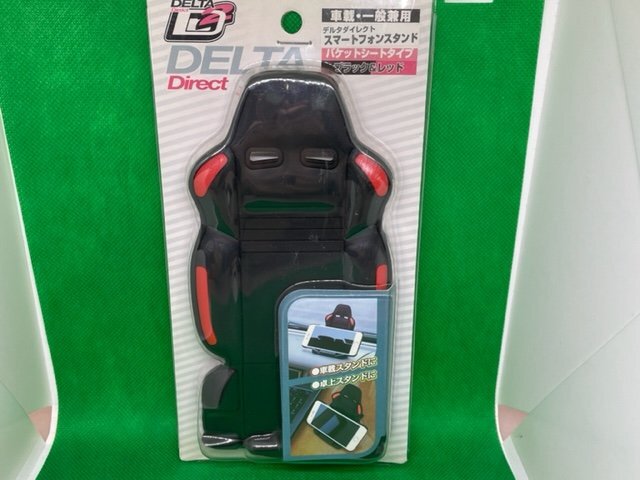 DELTA
Direct
D2
DELTA
Direct
車載・一般兼用
デルタダイレクト
スマートフォンスタンド
バケットシートタイプ
ブラック&レッド
●車載スタンドに
●卓上スタンドに